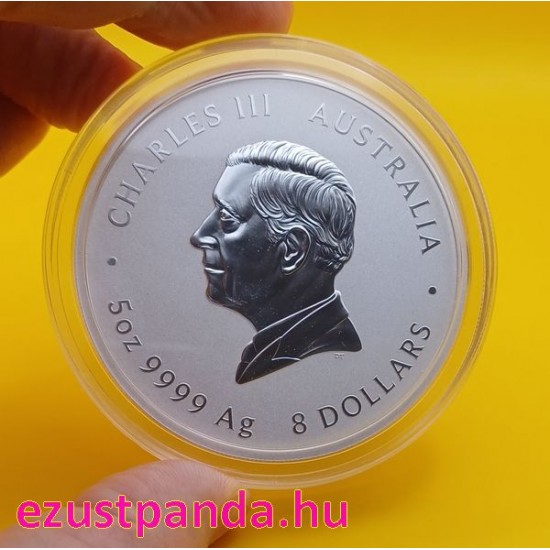 CHARLES III AUSTRALIA
5oz 9999 Ag 8 DOLLARS
ezustpanda.hu